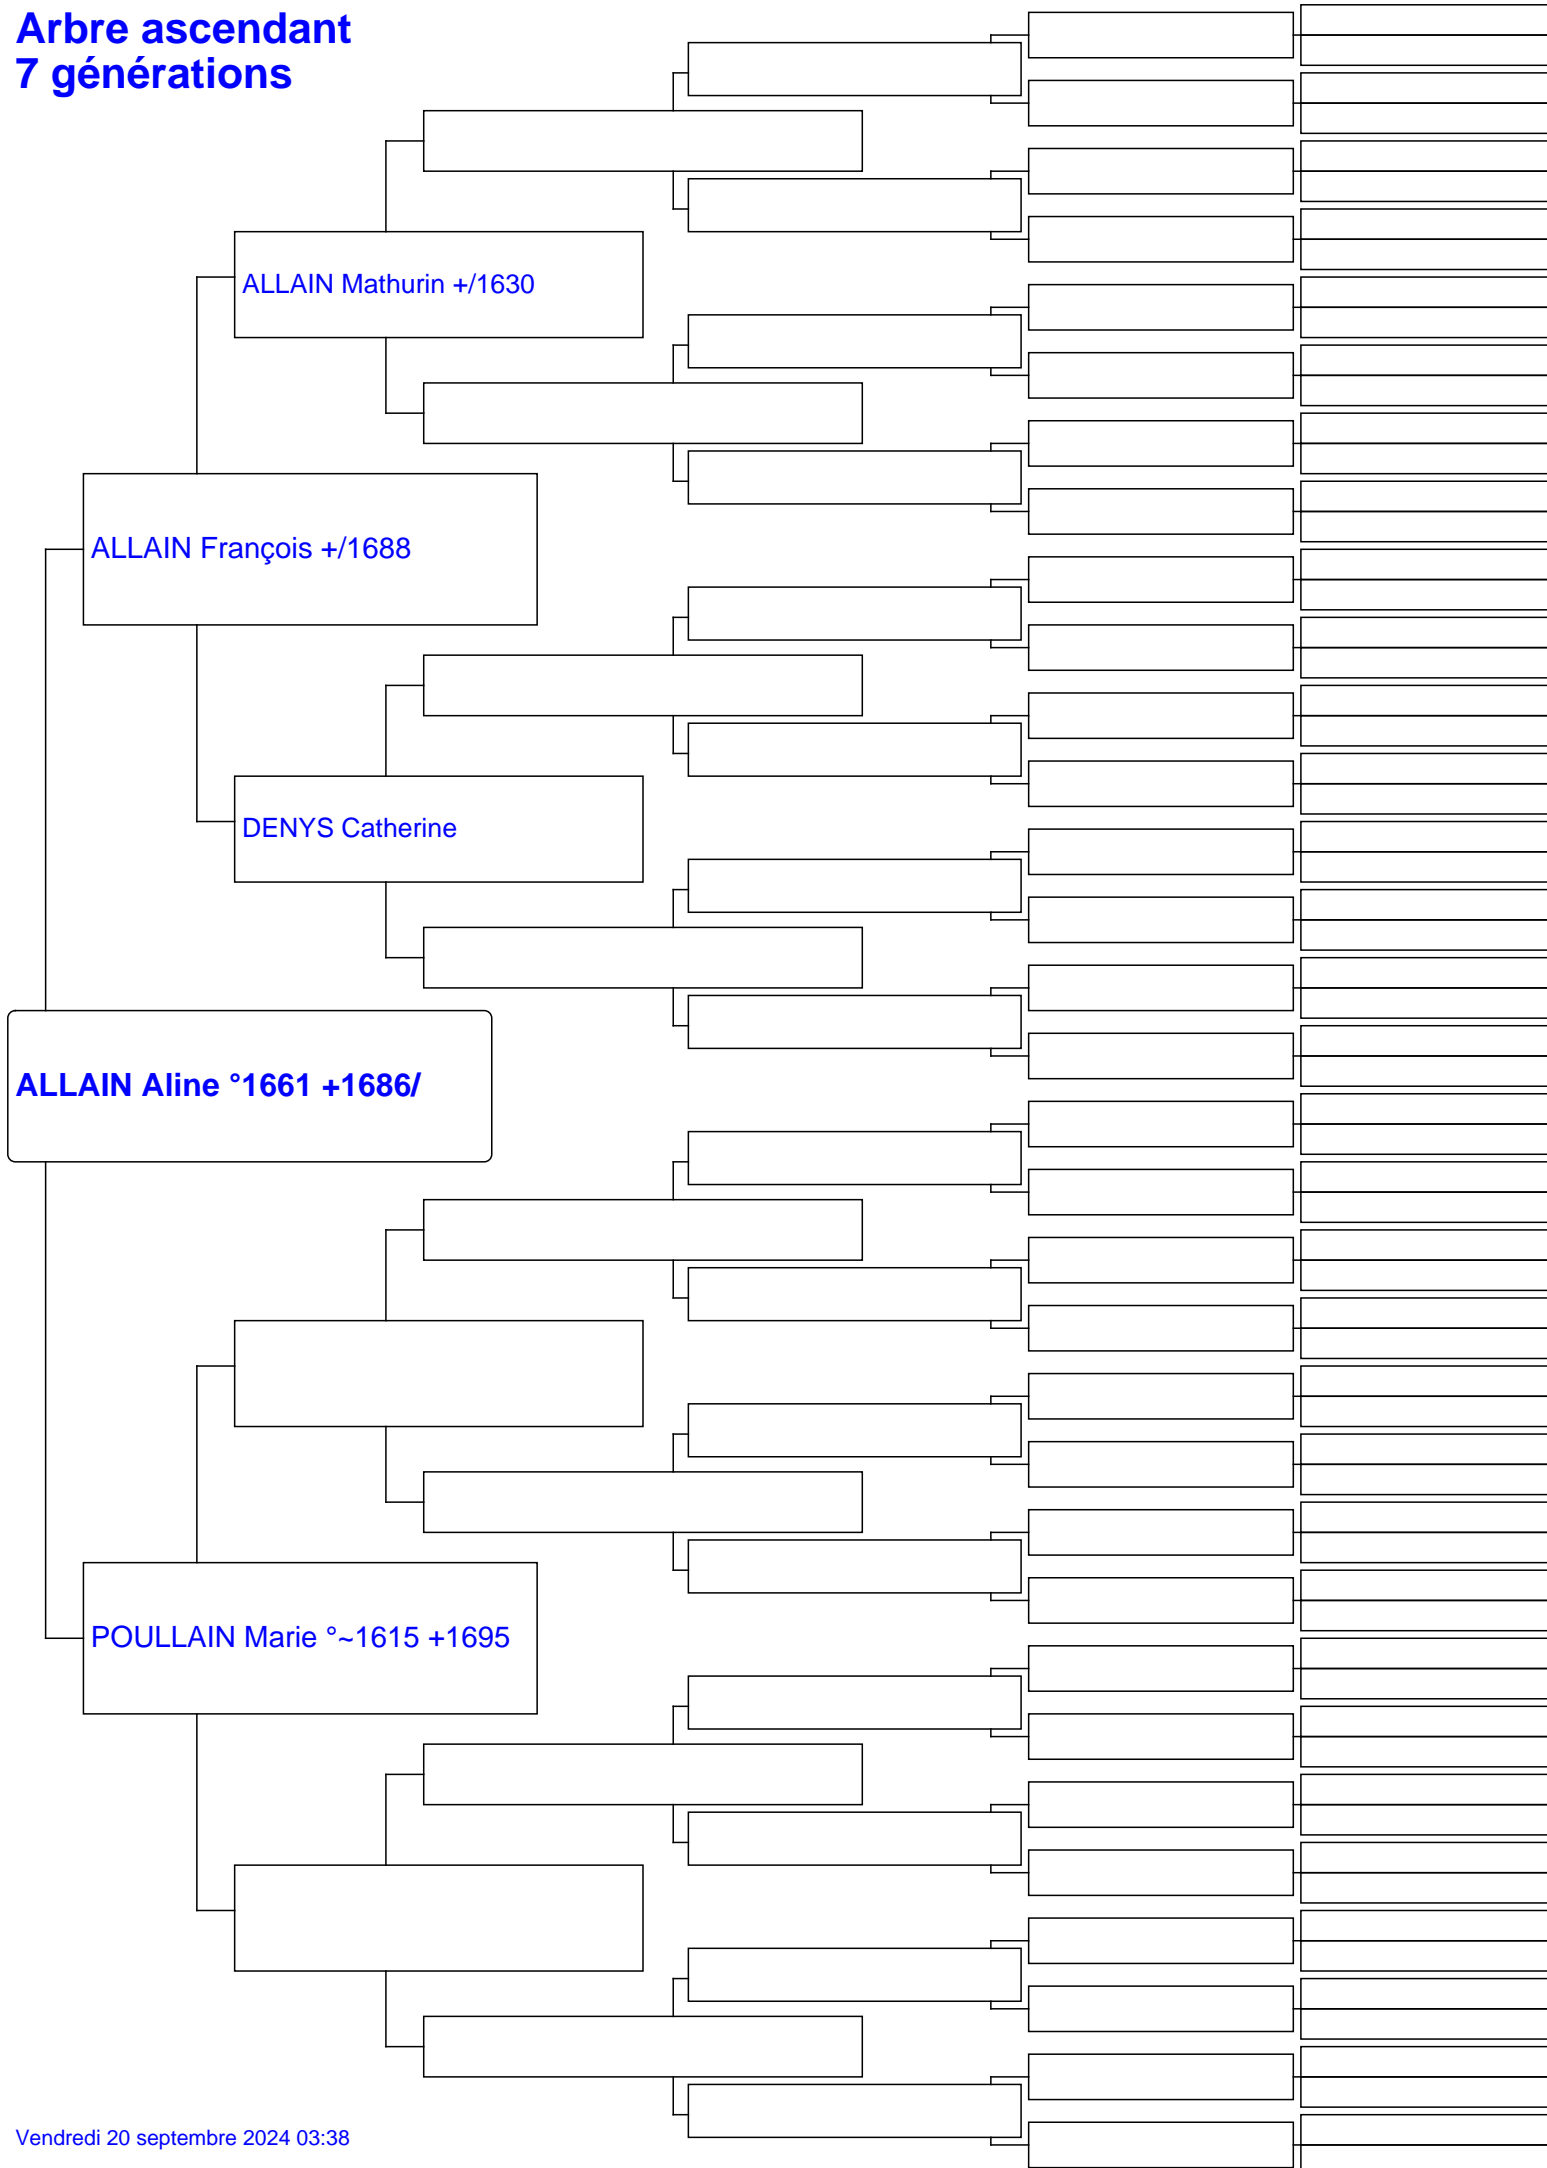 Arbre ascendant
7 générations
ALLAIN Mathurin +/1630
ALLAIN François +/1688
DENYS Catherine
ALLAIN Aline °1661 +1686/
POULLAIN Marie °~1615 +1695
Vendredi 20 septembre 2024 03:38